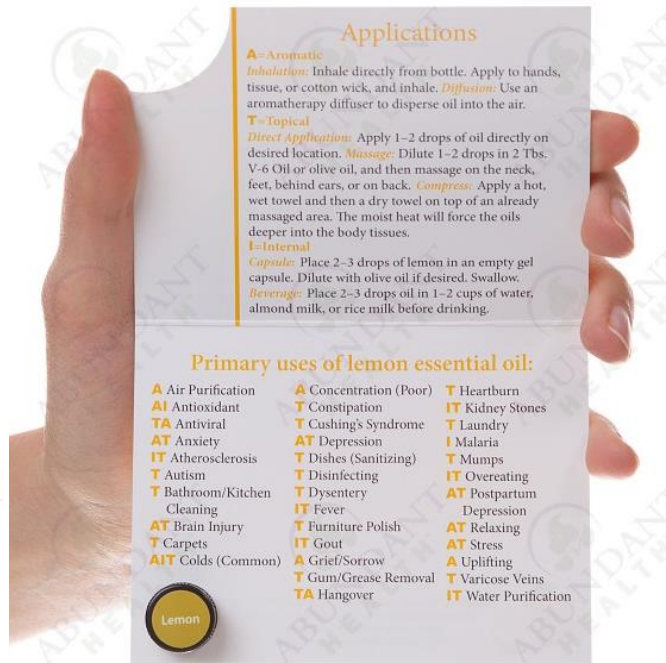 Applications
A=Aromatic
Inhalation: Inhale directly from bottle. Apply to hands,
tissue, or cotton wick, and inhale. Diffusion: Use an
aromatherapy diffuser to disperse oil into the air.
T=Topical
Direct Application: Apply 1–2 drops of oil directly on
desired location. Massage: Dilute 1–2 drops in 2 Tbs.
V-6 Oil or olive oil, and then massage on the neck,
feet, behind ears, or on back. Compress: Apply a hot,
wet towel and then a dry towel on top of an already
massaged area. The moist heat will force the oils
deeper into the body tissues.
I=Internal
Capsule: Place 2–3 drops of lemon in an empty gel
capsule. Dilute with olive oil if desired. Swallow.
Beverage: Place 2–3 drops oil in 1–2 cups of water,
almond milk, or rice milk before drinking.
Primary uses of lemon essential oil:
A Air Purification
AI Antioxidant
TA Antiviral
AT Anxiety
IT Atherosclerosis
T Autism
T Bathroom/Kitchen
Cleaning
AT Brain Injury
T Carpets
AIT Colds (Common)
A Concentration (Poor)
T Constipation
T Cushing's Syndrome
AT Depression
T Dishes (Sanitizing)
T Disinfecting
T Dysentery
IT Fever
T Furniture Polish
IT Gout
A Grief/Sorrow
T Gum/Grease Removal
TA Hangover
T Heartburn
IT Kidney Stones
T Laundry
I Malaria
T Mumps
IT Overeating
AT Postpartum
Depression
AT Relaxing
AT Stress
A Uplifting
T Varicose Veins
IT Water Purification
Lemon
ABUNDANT
HEALTH